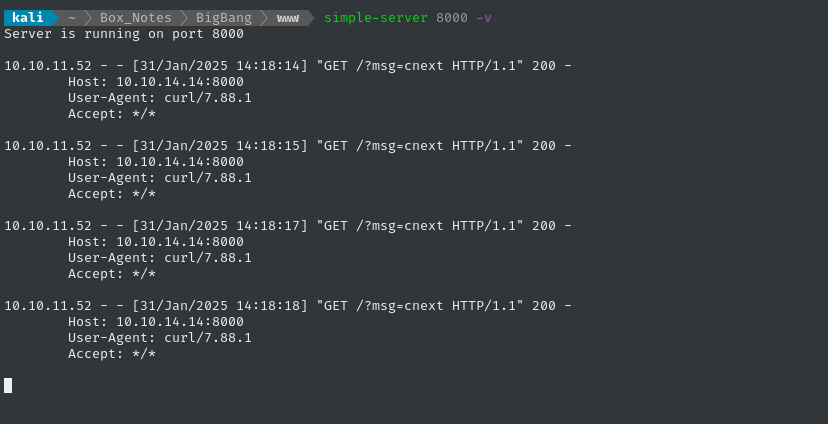 kali ~ Box_Notes BigBang www simple-server 8000 -v
Server is running on port 8000
10.10.11.52 - - [31/Jan/2025 14:18:14] "GET /?msg=cnext HTTP/1.1" 200 -
Host: 10.10.14.14:8000
User-Agent: curl/7.88.1
Accept: */*
10.10.11.52 - - [31/Jan/2025 14:18:15] "GET /?msg=cnext HTTP/1.1" 200 -
Host: 10.10.14.14:8000
User-Agent: curl/7.88.1
Accept: */*
10.10.11.52 - - [31/Jan/2025 14:18:17] "GET /?msg=cnext HTTP/1.1" 200 -
Host: 10.10.14.14:8000
User-Agent: curl/7.88.1
Accept: */*
10.10.11.52 - - [31/Jan/2025 14:18:18] "GET /?msg=cnext HTTP/1.1" 200 -
Host: 10.10.14.14:8000
User-Agent: curl/7.88.1
Accept: */*